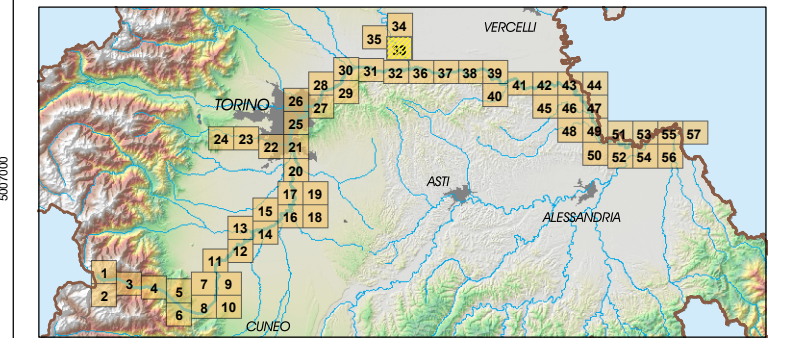 34
VERCELLI
35
33
30 31 32 36 37 38 39
28 29 40 41 42 43 44
TORINO
26 27 45 46 47
25 48 49 51 53 55 57
24 23 22 21 50 52 54 56
20
ASTI
17 19
15 16 18
ALESSANDRIA
13 14
12
11
1
3 4 5 7 9
2
6 8 10
CUNEO
5007000